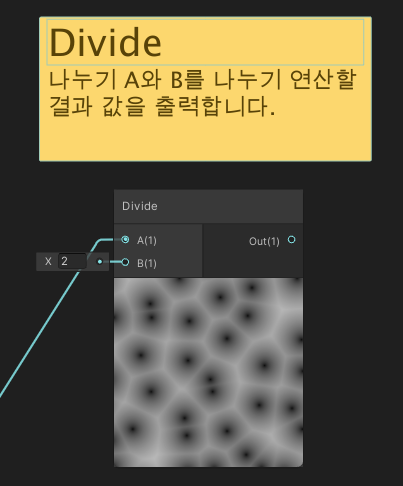 Divide
나누기 A와 B를 나누기 연산할
결과 값을 출력합니다.
Divide
A(1)
Out(1)
X 2
B(1)